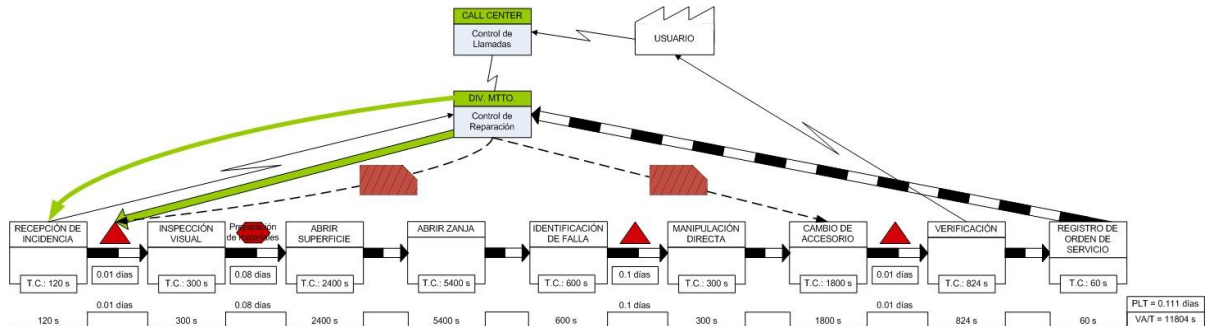 CALL CENTER
Control de
Llamadas
USUARIO
DIV. MTTO.
Control de
Reparación
RECEPCIÓN DE
INCIDENCIA
T.C.: 120 s
0.01 días
INSPECCIÓN
VISUAL
T.C.: 300 s
Preparación
de materiales
0.08 días
ABRIR
SUPERFICIE
T.C.: 2400 s
ABRIR ZANJA
T.C.: 5400 s
IDENTIFICACIÓN
DE FALLA
T.C.: 600 s
0.1 días
MANIPULACIÓN
DIRECTA
T.C.: 300 s
CAMBIO DE
ACCESORIO
T.C.: 1800 s
0.01 días
VERIFICACIÓN
T.C.: 824 s
REGISTRO DE
ORDEN DE
SERVICIO
T.C.: 60 s
0.01 días
0.08 días
0.1 días
0.01 días
120 s
300 s
2400 s
5400 s
600 s
300 s
1800 s
824 s
60 s
PLT = 0.111 días
VA/T = 11804 s